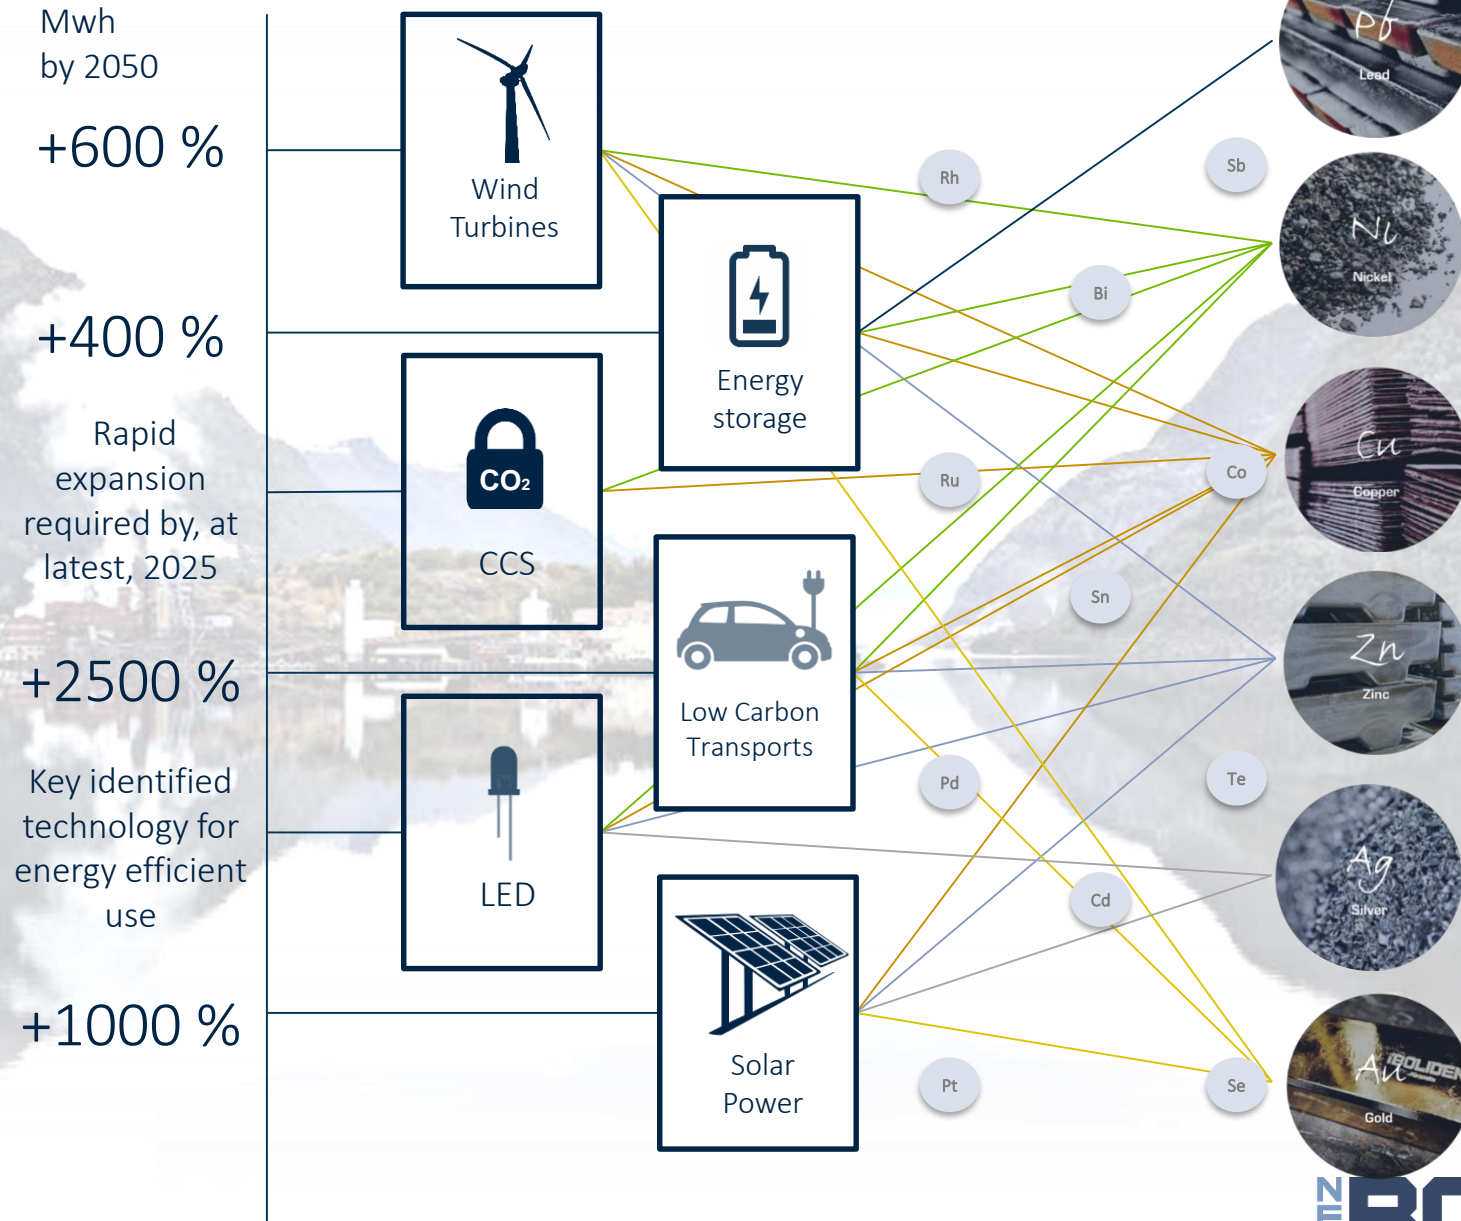 Mwh
by 2050
+600 %
+400 %
Rapid
expansion
required by, at
latest, 2025
+2500 %
Key identified
technology for
energy efficient
use
+1000 %
Wind
Turbines
Energy
storage
CO₂
CCS
Low Carbon
Transports
LED
Solar
Power
Rh
Sb
Bi
Ru
Co
Sn
Pd
Te
Cd
Pt
Se
Pb
Lead
Ni
Nickel
Cu
Copper
Zn
Zinc
Ag
Silver
Au
BOLIDEN
Gold